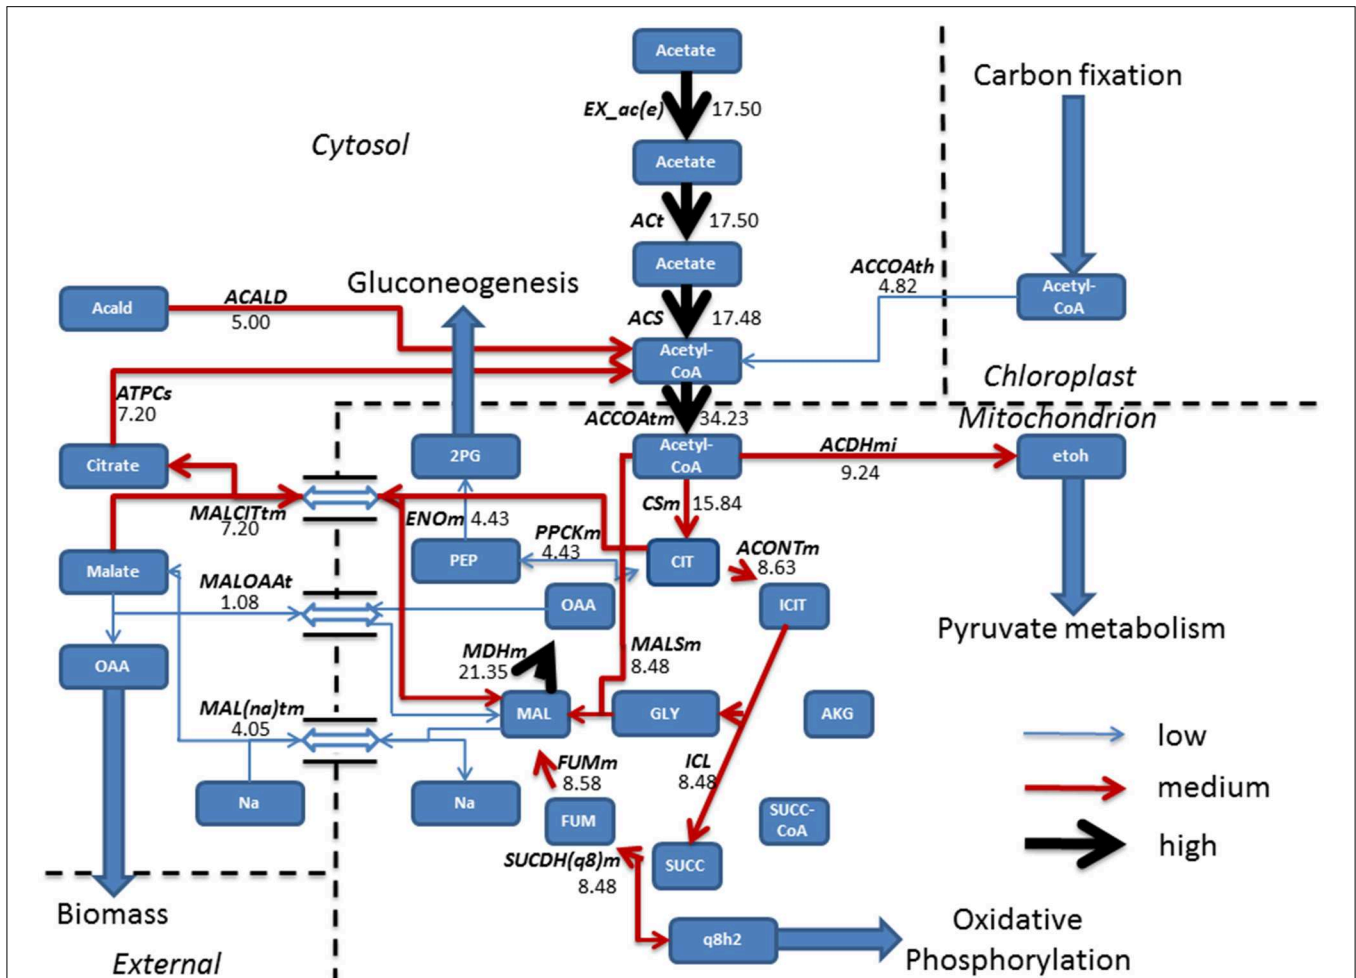 Acetate
Carbon fixation
EX_ac(e) 17.50
Cytosol
Acetate
ACt 17.50
Acetate
ACCOAth
4.82
Gluconeogenesis
Acetyl-
CoA
ACALD
Acald
5.00
ACS 17.48
Acetyl-
CoA
Chloroplast
ATPCs
7.20
ACCOAtm 34.23
Mitochondrion
Citrate
2PG
Acetyl-
CoA
ACDHmi
9.24
etoh
MALCITtm
7.20
ENOm 4.43
CSm 15.84
PPCKm
4.43
ACONTm
8.63
Malate
PEP
CIT
MALOAAt
1.08
OAA
ICIT
Pyruvate metabolism
OAA
MDHm
21.35
MALSm
8.48
MAL(na)tm
4.05
MAL
GLY
AKG
low
FUMm
8.58
ICL
8.48
medium
Na
Na
FUM
SUCC-
CoA
high
SUCDH(q8)m
8.48
SUCC
Biomass
q8h2
Oxidative
Phosphorylation
External